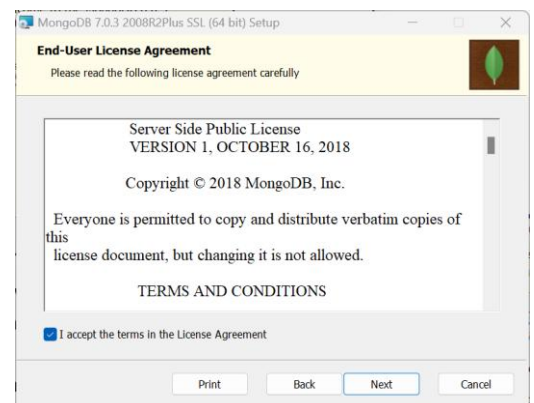 MongoDB 7.0.3 2008R2Plus SSL (64 bit) Setup
End-User License Agreement
Please read the following license agreement carefully
Server Side Public License
VERSION 1, OCTOBER 16, 2018
Copyright © 2018 MongoDB, Inc.
Everyone is permitted to copy and distribute verbatim copies of
this
license document, but changing it is not allowed.
TERMS AND CONDITIONS
I accept the terms in the License Agreement
Print Back Next Cancel